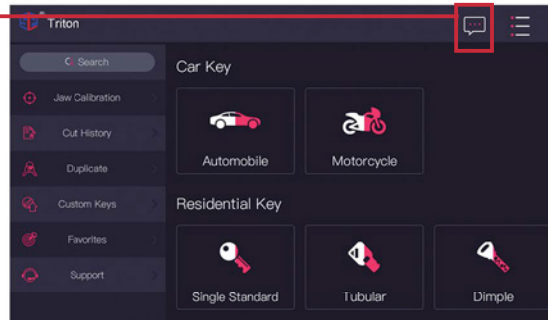 Triton
Search
Jaw Calibration
Cut History
Duplicate
Custom Keys
Favorites
Support
Car Key
Automobile
Motorcycle
Residential Key
Single Standard
Tubular
Dimple